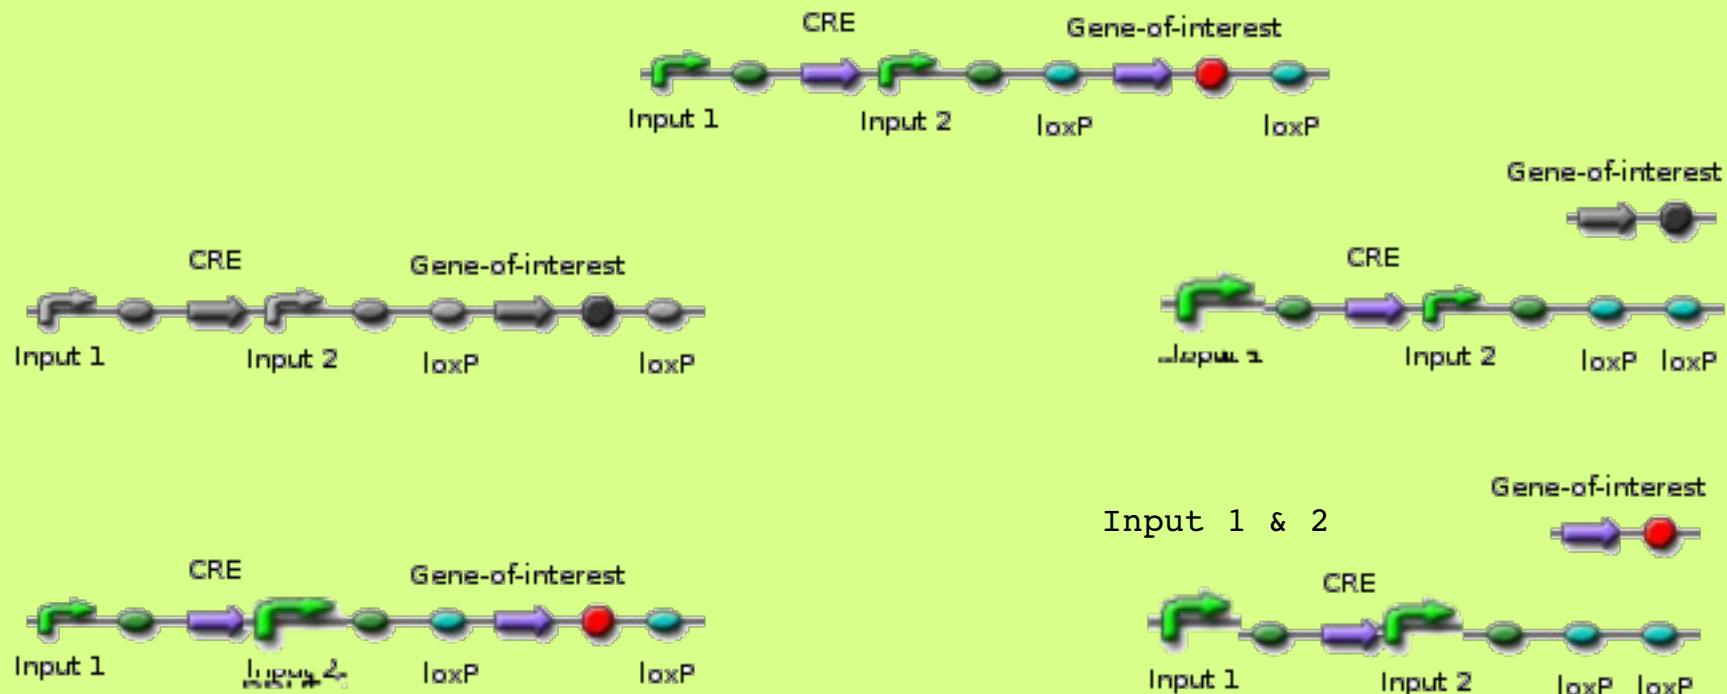 CRE Gene-of-interest
Input 1 Input 2 loxP loxP
Gene-of-interest
CRE Gene-of-interest
Input 1 Input 2 loxP loxP
CRE
Input 2 loxP loxP
CRE Gene-of-interest
Input 1 loxP loxP
Gene-of-interest
Input 1 & 2
CRE
Input 1 Input 2 loxP loxP